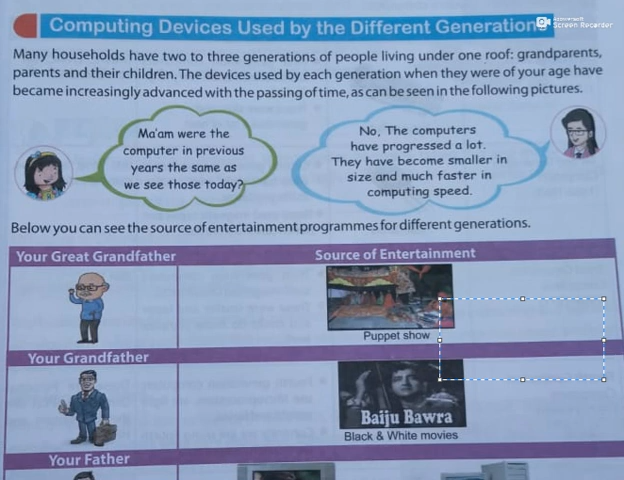 Computing Devices Used by the Different Generations
Screen Recorder
Many households have two to three generations of people living under one roof: grandparents,
parents and their children. The devices used by each generation when they were of your age have
became increasingly advanced with the passing of time, as can be seen in the following pictures.
Ma'am were the
computer in previous
years the same as
we see those today?
No, The computers
have progressed a lot.
They have become smaller in
size and much faster in
computing speed.
Below you can see the source of entertainment programmes for different generations.
Your Great Grandfather
Source of Entertainment
Puppet show
Your Grandfather
Baiju Bawra
Black & White movies
Your Father